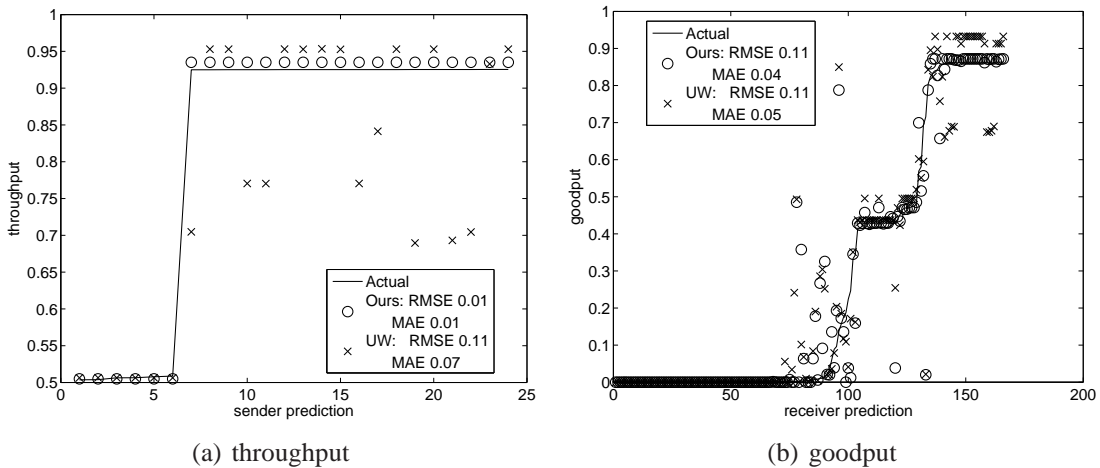 1
0.95
0.9
0.85
0.8
0.75
0.7
0.65
0.6
0.55
0.5
throughput
Actual
Ours: RMSE 0.01
MAE 0.01
UW: RMSE 0.11
MAE 0.07
0 5 10 15 20 25
sender prediction
(a) throughput
1
0.9
0.8
0.7
0.6
0.5
0.4
0.3
0.2
0.1
0
goodput
Actual
Ours: RMSE 0.11
MAE 0.04
UW: RMSE 0.11
MAE 0.05
0 50 100 150 200
receiver prediction
(b) goodput